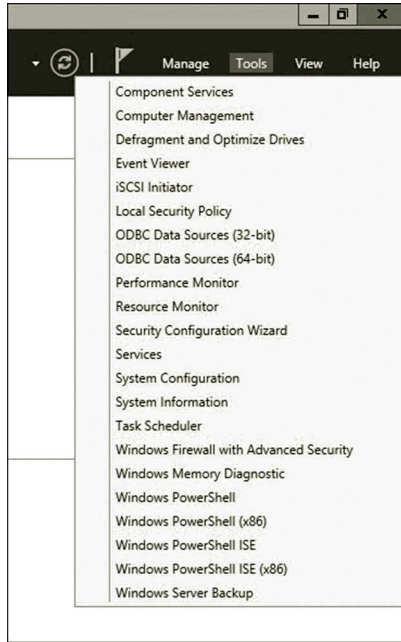 Manage Tools View Help
Component Services
Computer Management
Defragment and Optimize Drives
Event Viewer
iSCSI Initiator
Local Security Policy
ODBC Data Sources (32-bit)
ODBC Data Sources (64-bit)
Performance Monitor
Resource Monitor
Security Configuration Wizard
Services
System Configuration
System Information
Task Scheduler
Windows Firewall with Advanced Security
Windows Memory Diagnostic
Windows PowerShell
Windows PowerShell (x86)
Windows PowerShell ISE
Windows PowerShell ISE (x86)
Windows Server Backup